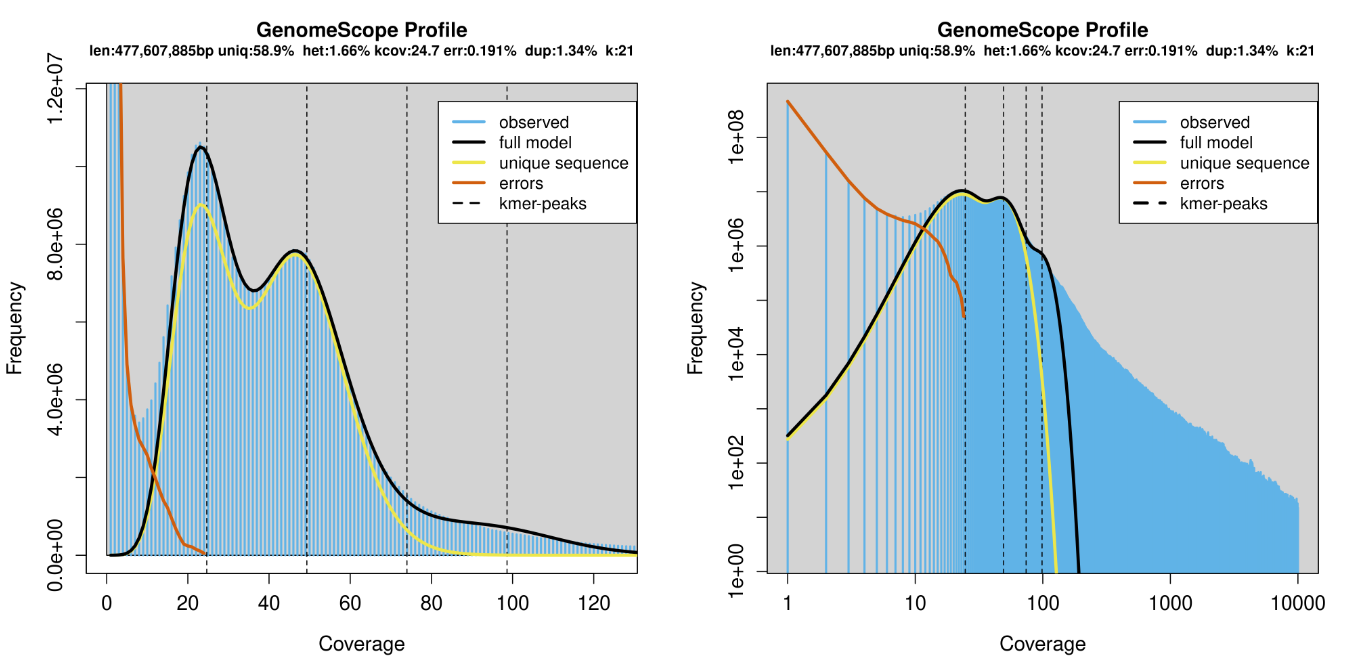 GenomeScope Profile
len:477,607,885bp uniq:58.9% het:1.66% kcov:24.7 err:0.191% dup:1.34% k:21
Frequency
1.2e+07
8.0e+06
4.0e+06
0.0e+00
observed
full model
unique sequence
errors
kmer-peaks
0 20 40 60 80 100 120
Coverage
GenomeScope Profile
len:477,607,885bp uniq:58.9% het:1.66% kcov:24.7 err:0.191% dup:1.34% k:21
Frequency
1e+08
1e+06
1e+04
1e+02
1e+00
observed
full model
unique sequence
errors
kmer-peaks
1 10 100 1000 10000
Coverage